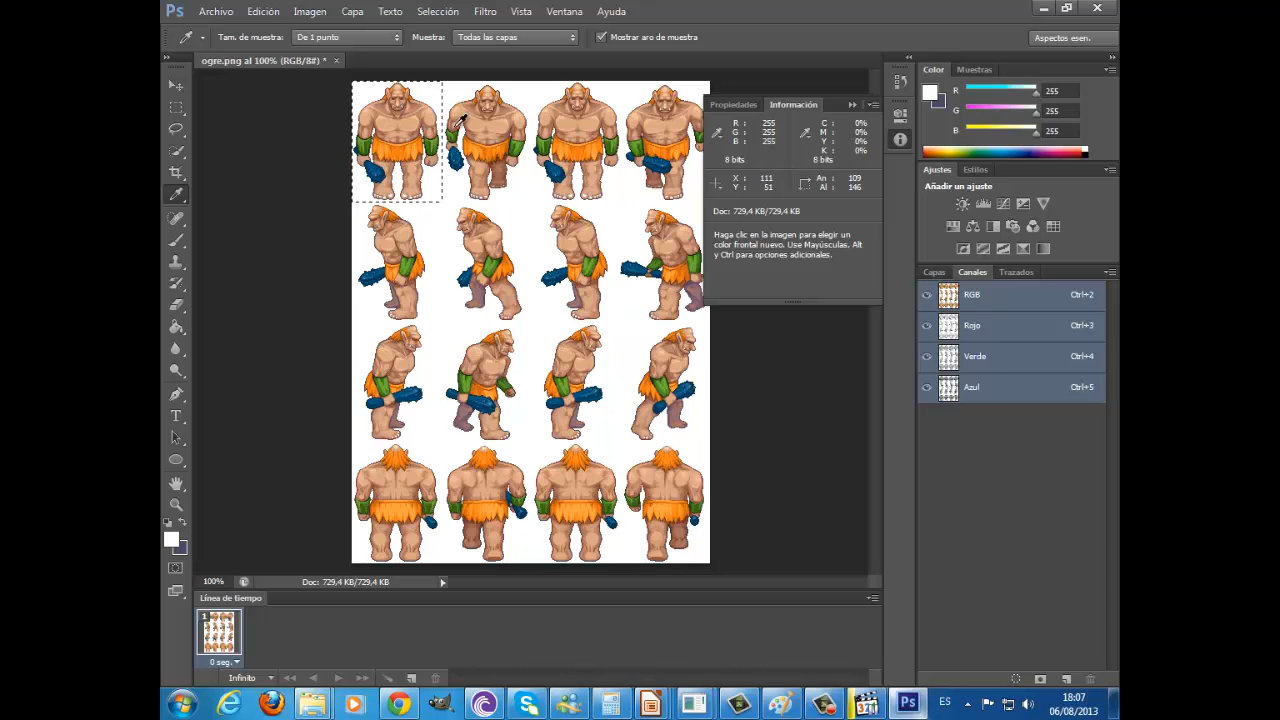 Ps Archivo Edición Imagen Capa Texto Selección Filtro Vista Ventana Ayuda
Tam. de muestra: De 1 punto Muestra: Todas las capas Mostrar aro de muestra Aspectos esen.
ogre.png al 100% (RGB/8#) * ×
Propiedades Información
R : 255 C : 0%
G : 255 M : 0%
B : 255 Y : 0%
K : 0%
8 bits 8 bits
X : 111 An : 109
Y : 51 Al : 146
Doc: 729,4 KB/729,4 KB
Haga clic en la imagen para elegir un
color frontal nuevo. Use Mayúsculas. Alt
y Ctrl para opciones adicionales.
Color Muestras
R 255
G 255
B 255
Ajustes Estilos
Añadir un ajuste
Capas Canales Trazados
RGB Ctrl+2
Rojo Ctrl+3
Verde Ctrl+4
Azul Ctrl+5
100% Doc: 729,4 KB/729,4 KB
Línea de tiempo
1
0 seg.
Infinito
ES 18:07
06/08/2013